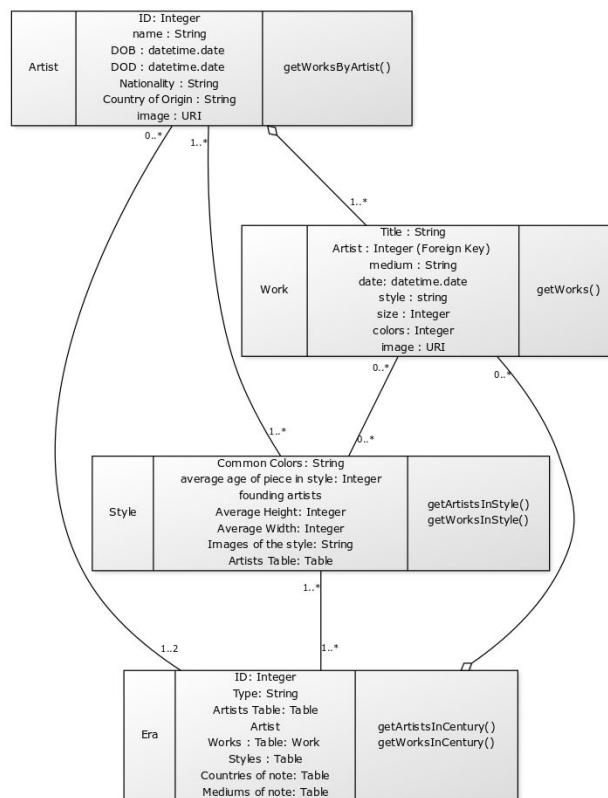 Artist
ID: Integer
name : String
DOB : datetime.date
DOD : datetime.date
Nationality : String
Country of Origin : String
image : URI
getWorksByArtist()
0..*
1..*
1..*
Work
Title : String
Artist : Integer (Foreign Key)
medium : String
date: datetime.date
style : string
size : Integer
colors: Integer
image : URI
getWorks()
0..*
0..*
1..*
0..*
Style
Common Colors: String
average age of piece in style: Integer
founding artists
Average Height: Integer
Average Width: Integer
Images of the style: String
Artists Table: Table
getArtistsInStyle()
getWorksInStyle()
1..*
1..*
1..2
Era
ID: Integer
Type: String
Artists Table: Table
Artist
Works : Table: Work
Styles : Table
Countries of note: Table
Mediums of note: Table
getArtistsInCentury()
getWorksInCentury()